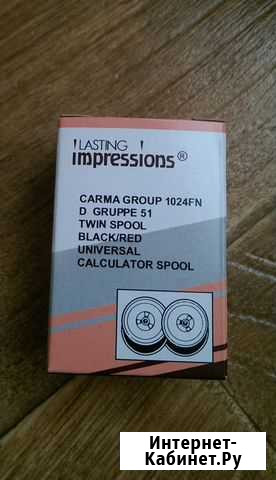 LASTING
impressions®
CARMA GROUP 1024FN
D GRUPPE 51
TWIN SPOOL
BLACK/RED
UNIVERSAL
CALCULATOR SPOOL
Интернет-
Кабинет.Ру